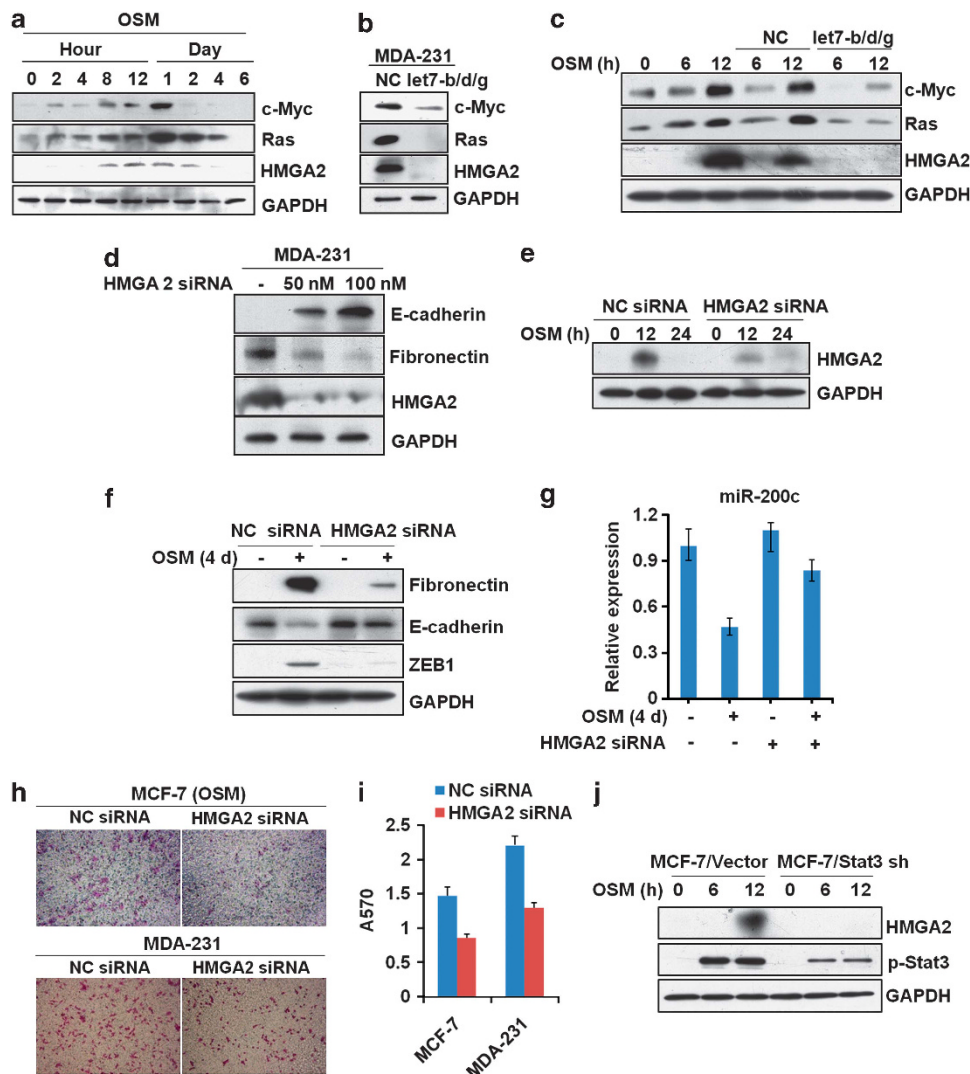 a
OSM
Hour Day
0 2 4 8 12 1 2 4 6
c-Myc
Ras
HMGA2
GAPDH
b
MDA-231
NC let7-b/d/g
c-Myc
Ras
HMGA2
GAPDH
c
NC let7-b/d/g
OSM (h) 0 6 12 6 12 6 12
c-Myc
Ras
HMGA2
GAPDH
d
MDA-231
HMGA 2 siRNA - 50 nM 100 nM
E-cadherin
Fibronectin
HMGA2
GAPDH
e
NC siRNA HMGA2 siRNA
OSM (h) 0 12 24 0 12 24
HMGA2
GAPDH
f
NC siRNA HMGA2 siRNA
OSM (4 d) - + - +
Fibronectin
E-cadherin
ZEB1
GAPDH
g
miR-200c
Relative expression
1.2
0.9
0.6
0.3
0
OSM (4 d) - + - +
HMGA2 siRNA - - + +
h
MCF-7 (OSM)
NC siRNA HMGA2 siRNA
MDA-231
NC siRNA HMGA2 siRNA
i
NC siRNA
HMGA2 siRNA
A570
2.5
2
1.5
1
0.5
0
MCF-7
MDA-231
j
MCF-7/Vector MCF-7/Stat3 sh
OSM (h) 0 6 12 0 6 12
HMGA2
p-Stat3
GAPDH